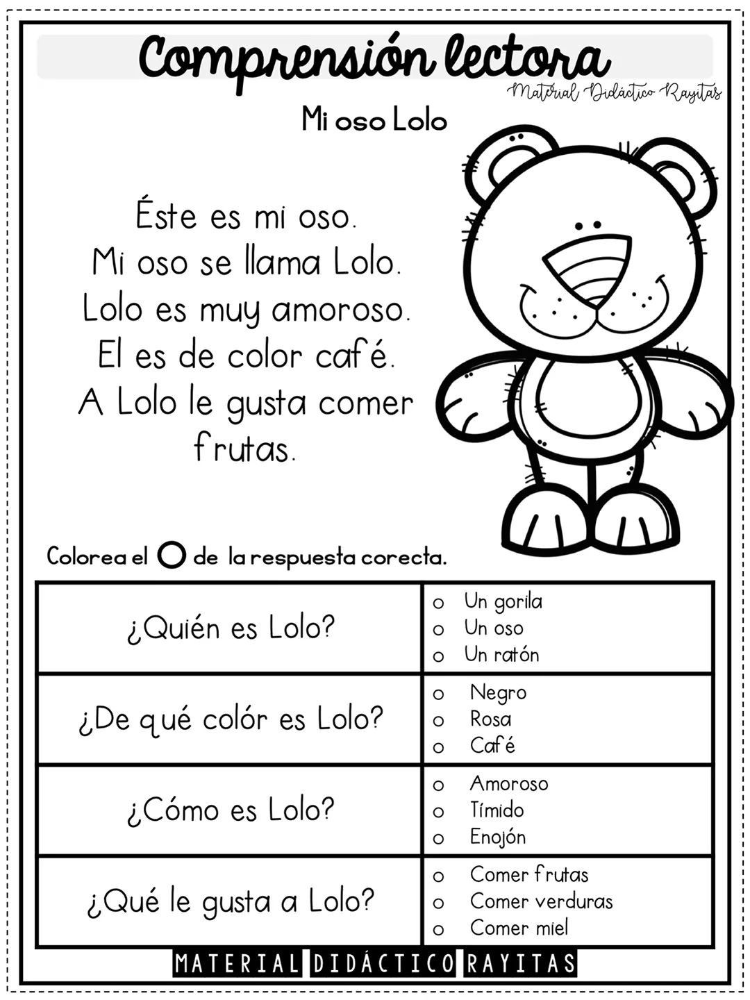 Comprensión lectora
Material Didáctico Rayitas
Mi oso Lolo
Éste es mi oso.
Mi oso se llama Lolo.
Lolo es muy amoroso.
El es de color café.
A Lolo le gusta comer
frutas.
Colorea el O de la respuesta corecta.
¿Quién es Lolo?
Un gorila
Un oso
Un ratón
¿De qué colór es Lolo?
Negro
Rosa
Café
¿Cómo es Lolo?
Amoroso
Tímido
Enojón
¿Qué le gusta a Lolo?
Comer frutas
Comer verduras
Comer miel
MATERIAL DIDÁCTICO RAYITAS